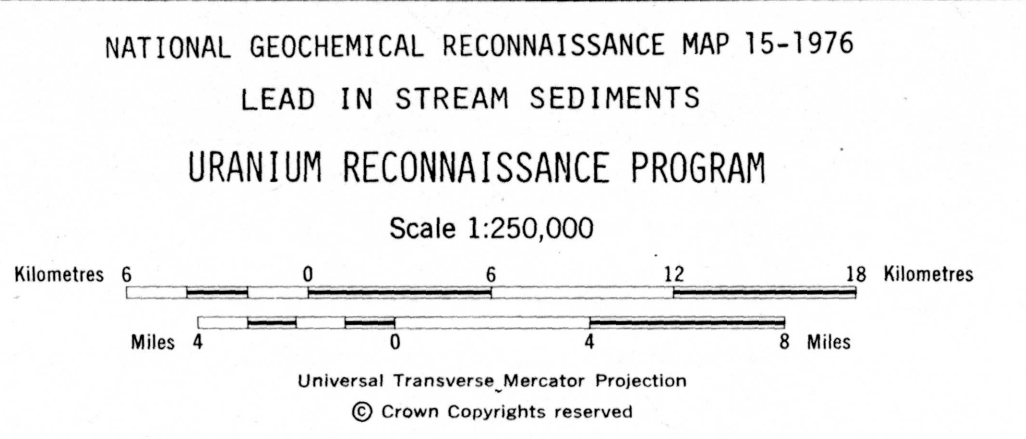 NATIONAL GEOCHEMICAL RECONNAISSANCE MAP 15-1976
LEAD IN STREAM SEDIMENTS
URANIUM RECONNAISSANCE PROGRAM
Scale 1:250,000
Kilometres 6 0 6 12 18 Kilometres
Miles 4 0 4 8 Miles
Universal Transverse Mercator Projection
© Crown Copyrights reserved